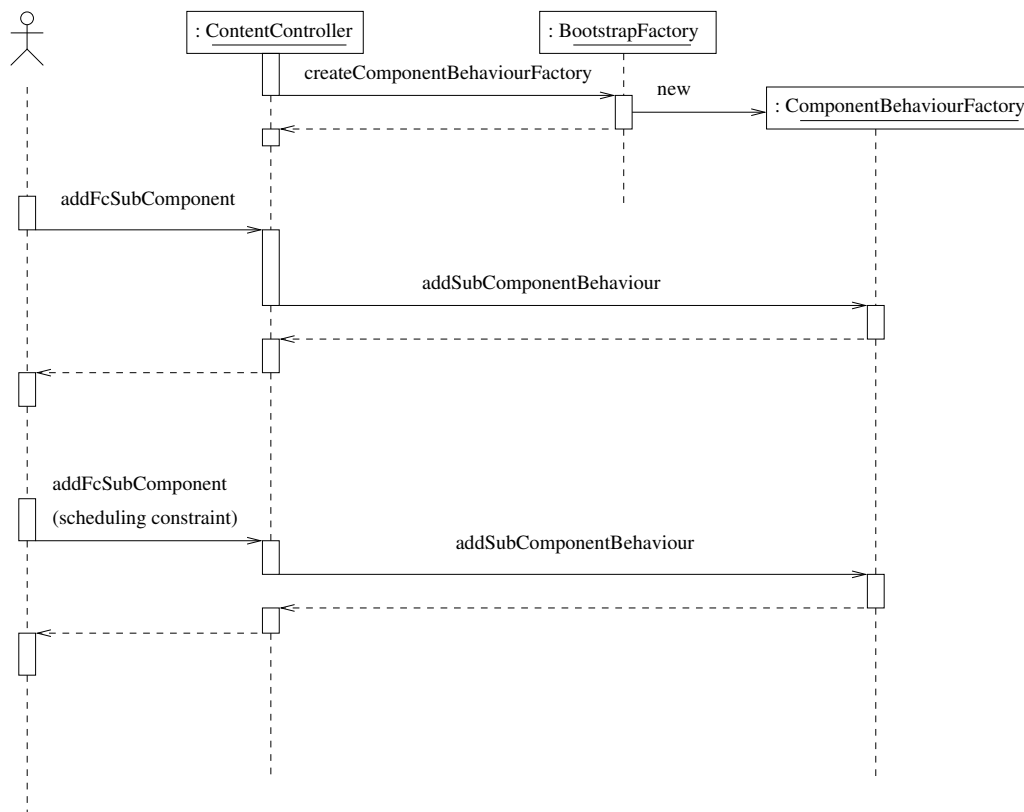 : ContentController
: BootstrapFactory
createComponentBehaviourFactory
new
: ComponentBehaviourFactory
addFcSubComponent
addSubComponentBehaviour
addFcSubComponent
(scheduling constraint)
addSubComponentBehaviour